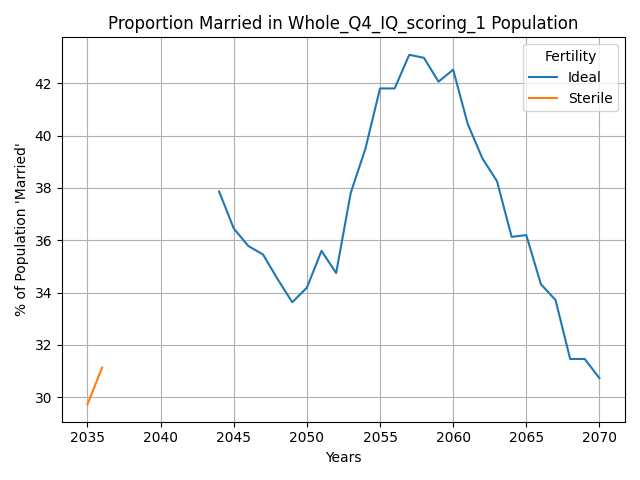 Proportion Married in Whole_Q4_IQ_scoring_1 Population
Fertility
Ideal
Sterile
% of Population 'Married'
42
40
38
36
34
32
30
2035 2040 2045 2050 2055 2060 2065 2070
Years